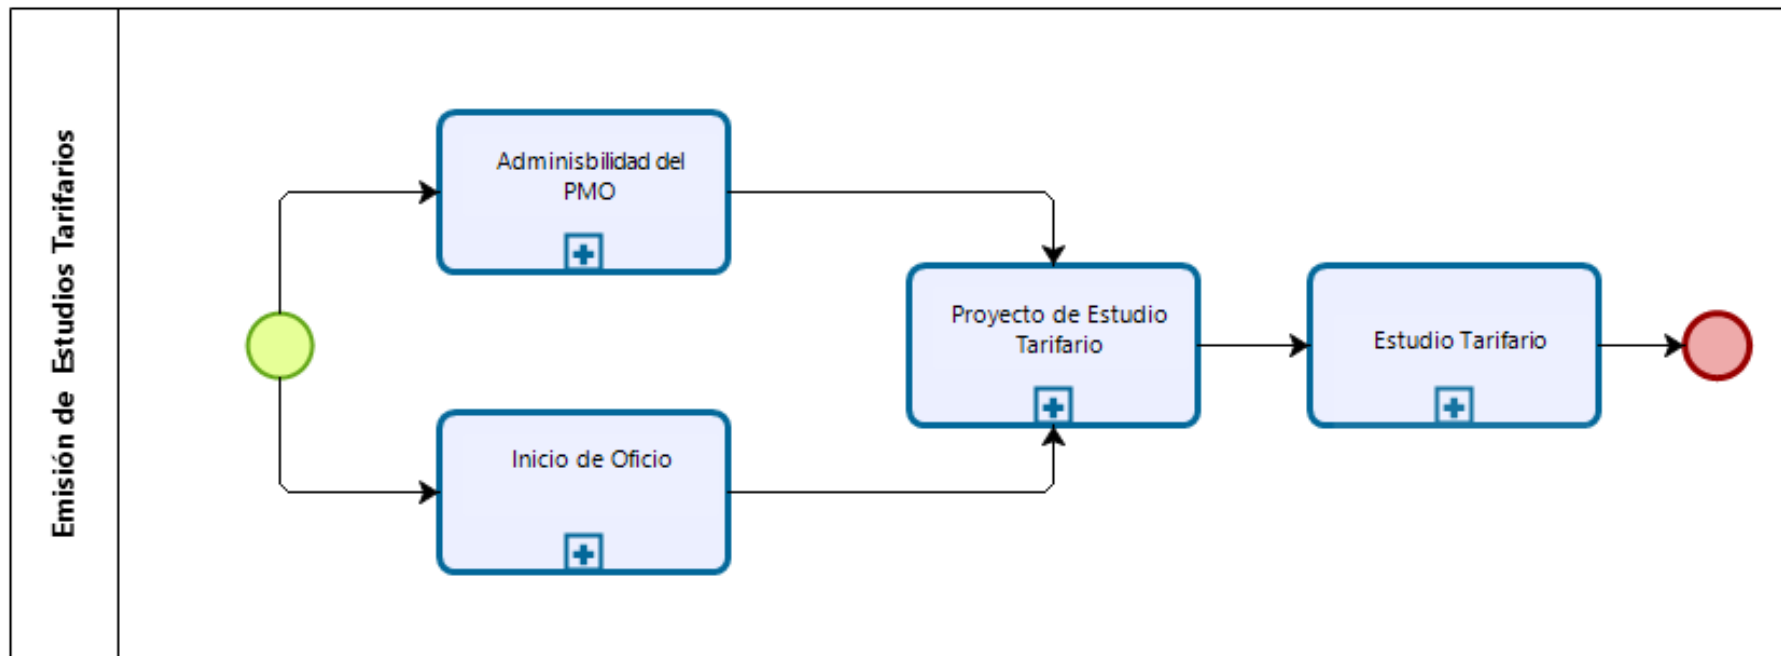 Emisión de Estudios Tarifarios
Adminisbilidad del
PMO
Inicio de Oficio
Proyecto de Estudio
Tarifario
Estudio Tarifario